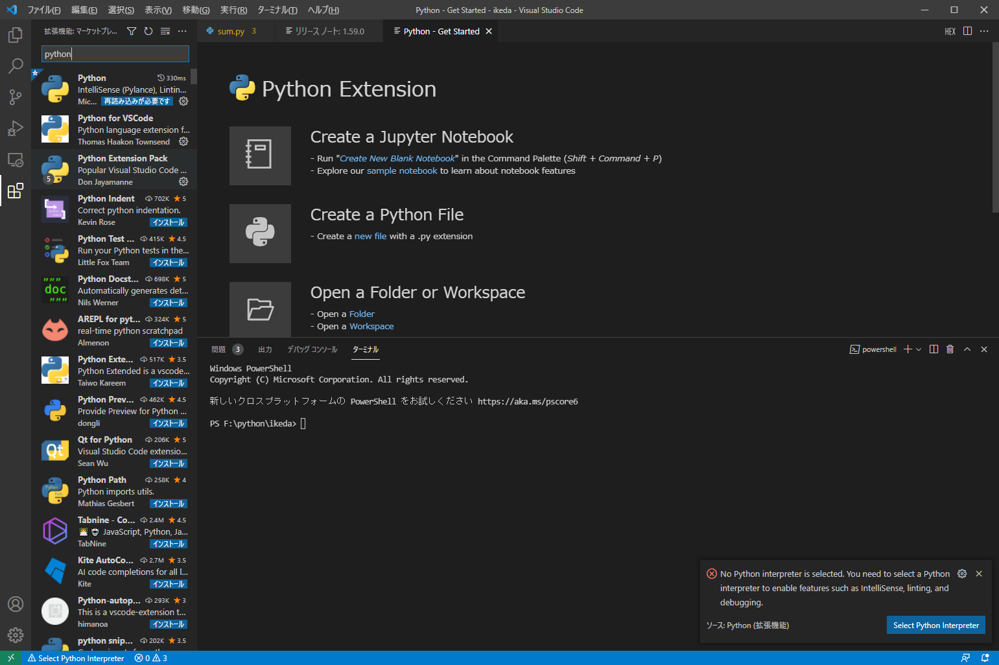 ファイル(F) 編集(E) 選択(S) 表示(V) 移動(G) 実行(R) ターミナル(T) ヘルプ(H) Python - Get Started - ikeda - Visual Studio Code
拡張機能: マーケットプレ...
python
Python 330ms
IntelliSense (Pylance), Lintin...
Mic... 再読み込みが必要です
Python for VSCode
Python language extension f...
Thomas Haakon Townsend
Python Extension Pack
Popular Visual Studio Code ...
5
Don Jayamanne
Python Indent 702K 5
Correct python indentation.
Kevin Rose インストール
Python Test ... 415K 4.5
Run your Python tests in the...
Little Fox Team インストール
Python Docst... 698K 5
Automatically generates det...
Nils Werner インストール
""" doc """
AREPL for pyt... 324K 5
real-time python scratchpad
Almenon インストール
Python Exte... 517K 3.5
Python Extended is a vscode...
Taiwo Kareem インストール
Python Prev... 462K 4.5
Provide Preview for Python ...
dongli インストール
Qt for Python 206K 5
Visual Studio Code extensio...
Sean Wu インストール
Qt
Python Path 258K 4
Python imports utils.
Mathias Gesbert インストール
Python
Path
Tabnine - Co... 2.4M 4.5
JavaScript, Python, Ja...
TabNine インストール
Kite AutoCo... 2.7M 3.5
AI code completions for all l...
Kite インストール
Python-autop... 293K 3
This is a vscode-extension t...
himanoa インストール
python snip... 202K 3.5
sum.py 3 リリース ノート: 1.59.0 Python - Get Started HEX
Python Extension
Create a Jupyter Notebook
- Run "Create New Blank Notebook" in the Command Palette (Shift + Command + P)
- Explore our sample notebook to learn about notebook features
Create a Python File
- Create a new file with a .py extension
Open a Folder or Workspace
- Open a Folder
- Open a Workspace
問題 3 出力 デバッグ コンソール ターミナル powershell
Windows PowerShell
Copyright (C) Microsoft Corporation. All rights reserved.
新しいクロスプラットフォームの PowerShell をお試しください https://aka.ms/pscore6
PS F:\python\ikeda>
No Python interpreter is selected. You need to select a Python
interpreter to enable features such as IntelliSense, linting, and
debugging.
ソース: Python (拡張機能) Select Python Interpreter
Select Python Interpreter 0 3